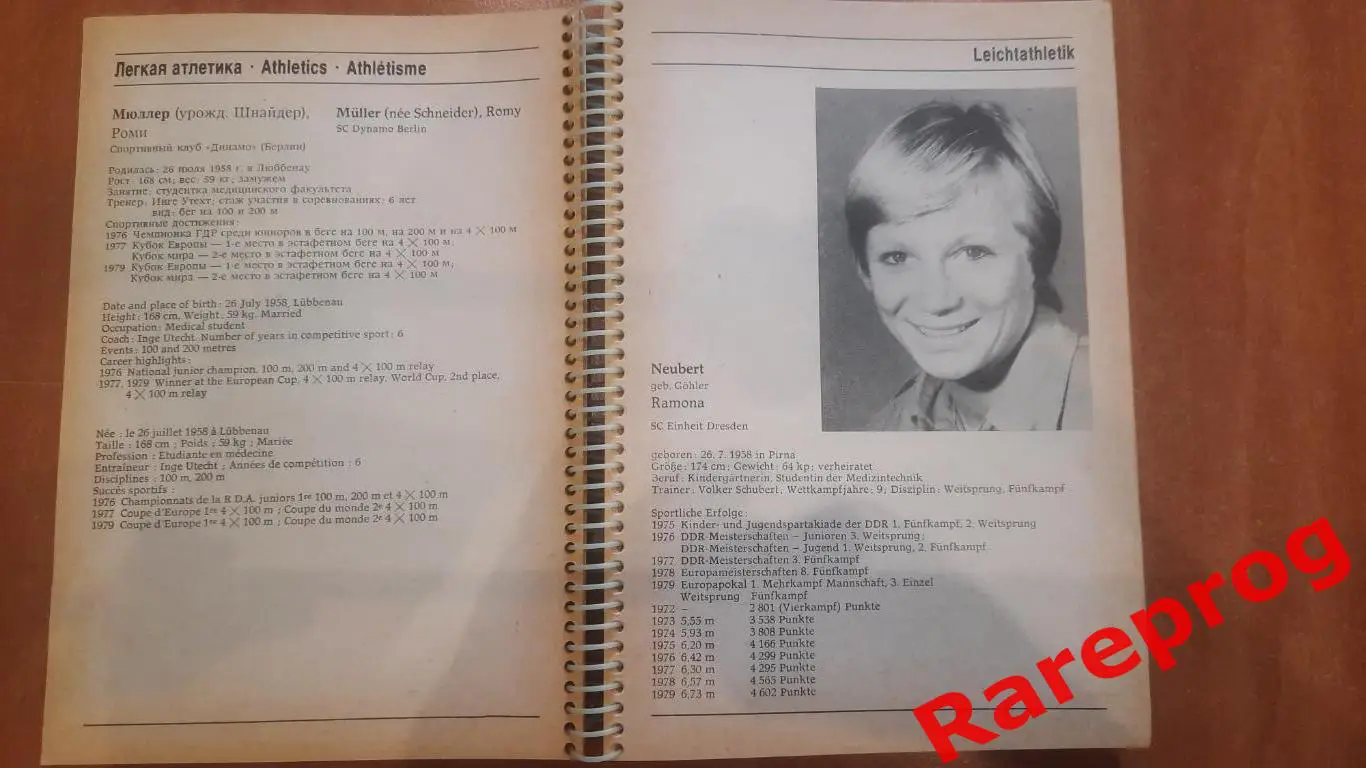 Легкая атлетика · Athletics · Athlétisme
Мюллер (урожд. Шнайдер),
Роми
Спортивный клуб «Динамо» (Берлин)
Müller (née Schneider), Romy
SC Dynamo Berlin
Родилась: 26 июля 1958 г. в Люббенау
Рост: 168 см; вес: 59 кг; замужем
Занятие: студентка медицинского факультета
Тренер: Инге Утехт; стаж участия в соревнованиях: 6 лет
вид: бег на 100 и 200 м
Спортивные достижения:
1976 Чемпионка ГДР среди юниоров в беге на 100 м, на 200 м и на 4 × 100 м
1977 Кубок Европы — 1-е место в эстафетном беге на 4 × 100 м;
Кубок мира — 2-е место в эстафетном беге на 4 × 100 м
1979 Кубок Европы — 1-е место в эстафетном беге на 4 × 100 м;
Кубок мира — 2-е место в эстафетном беге на 4 × 100 м
Date and place of birth: 26 July 1958, Lübbenau
Height: 168 cm, Weight: 59 kg. Married
Occupation: Medical student
Coach: Inge Utecht. Number of years in competitive sport: 6
Events: 100 and 200 metres
Career highlights:
1976 National junior champion, 100 m, 200 m and 4 × 100 m relay
1977, 1979 Winner at the European Cup, 4 × 100 m relay. World Cup, 2nd place,
4 × 100 m relay
Née : le 26 juillet 1958 à Lübbenau
Taille : 168 cm ; Poids : 59 kg ; Mariée
Profession : Etudiante en médecine
Entraîneur : Inge Utecht ; Années de compétition : 6
Disciplines : 100 m, 200 m
Succès sportifs :
1976 Championnats de la R.D.A. juniors 1ʳᵉ 100 m, 200 m et 4 × 100 m
1977 Coupe d'Europe 1ʳᵉ 4 × 100 m ; Coupe du monde 2ᵉ 4 × 100 m
1979 Coupe d'Europe 1ʳᵉ 4 × 100 m ; Coupe du monde 2ᵉ 4 × 100 m
Leichtathletik
Neubert
geb. Göhler
Ramona
SC Einheit Dresden
geboren: 26. 7. 1958 in Pirna
Größe: 174 cm; Gewicht: 64 kp; verheiratet
Beruf: Kindergärtnerin, Studentin der Medizintechnik
Trainer: Volker Schubert, Wettkampfjahre: 9; Disziplin: Weitsprung, Fünfkampf
Sportliche Erfolge:
1975 Kinder- und Jugendspartakiade der DDR 1. Fünfkampf, 2. Weitsprung
1976 DDR-Meisterschaften – Junioren 3. Weitsprung;
DDR-Meisterschaften – Jugend 1. Weitsprung, 2. Fünfkampf
1977 DDR-Meisterschaften 3. Fünfkampf
1978 Europameisterschaften 8. Fünfkampf
1979 Europapokal 1. Mehrkampf Mannschaft, 3. Einzel
Weitsprung Fünfkampf
1972 – 2 801 (Vierkampf) Punkte
1973 5,55 m 3 538 Punkte
1974 5,93 m 3 808 Punkte
1975 6,20 m 4 166 Punkte
1976 6,42 m 4 299 Punkte
1977 6,30 m 4 295 Punkte
1978 6,57 m 4 565 Punkte
1979 6,73 m 4 602 Punkte
Rareprog